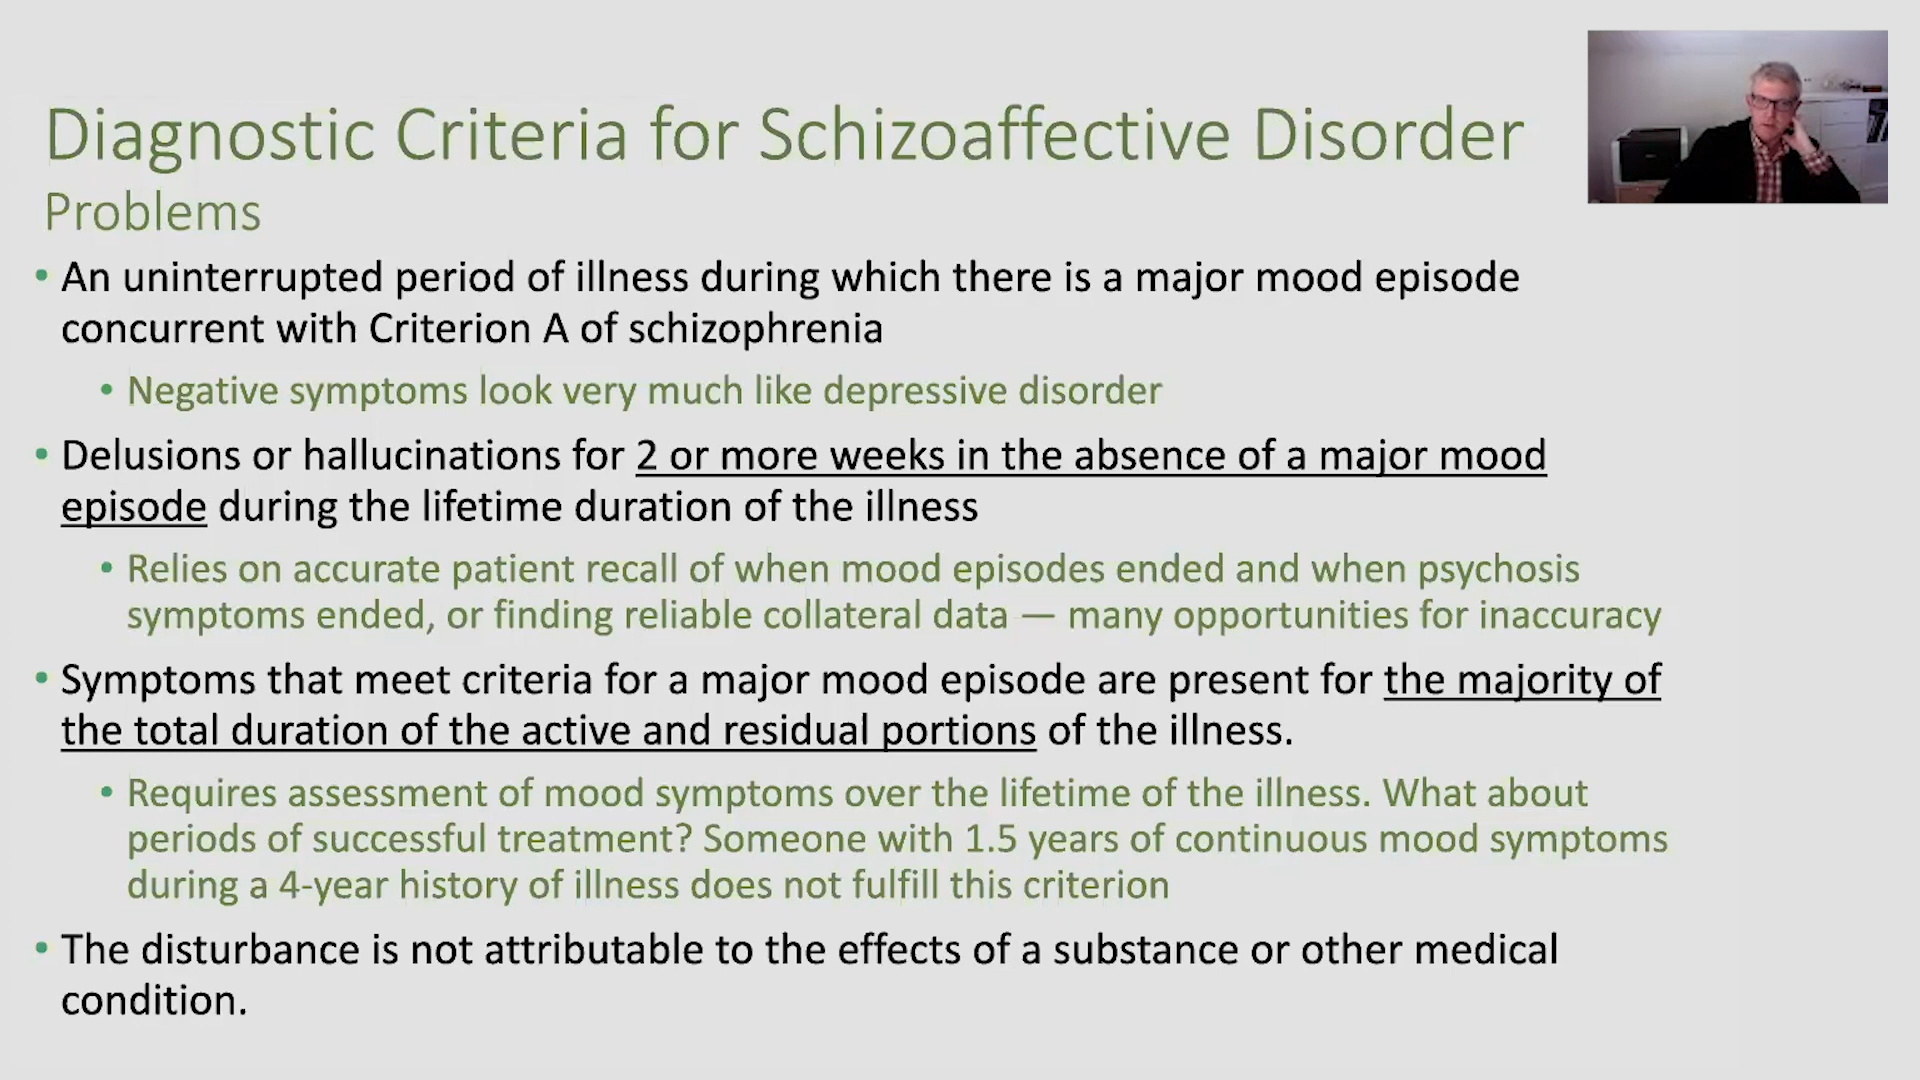 Diagnostic Criteria for Schizoaffective Disorder
Problems
• An uninterrupted period of illness during which there is a major mood episode
concurrent with Criterion A of schizophrenia
• Negative symptoms look very much like depressive disorder
• Delusions or hallucinations for 2 or more weeks in the absence of a major mood
episode during the lifetime duration of the illness
• Relies on accurate patient recall of when mood episodes ended and when psychosis
symptoms ended, or finding reliable collateral data — many opportunities for inaccuracy
• Symptoms that meet criteria for a major mood episode are present for the majority of
the total duration of the active and residual portions of the illness.
• Requires assessment of mood symptoms over the lifetime of the illness. What about
periods of successful treatment? Someone with 1.5 years of continuous mood symptoms
during a 4-year history of illness does not fulfill this criterion
• The disturbance is not attributable to the effects of a substance or other medical
condition.